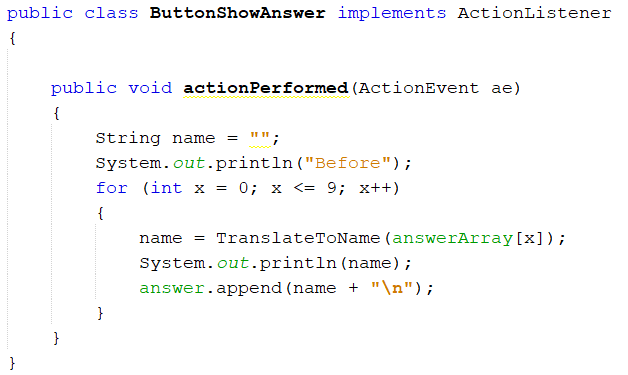 public class ButtonShowAnswer implements ActionListener
{
public void actionPerformed(ActionEvent ae)
{
String name = "";
System.out.println("Before");
for (int x = 0; x <= 9; x++)
{
name = TranslateToName(answerArray[x]);
System.out.println(name);
answer.append(name + "\n");
}
}
}